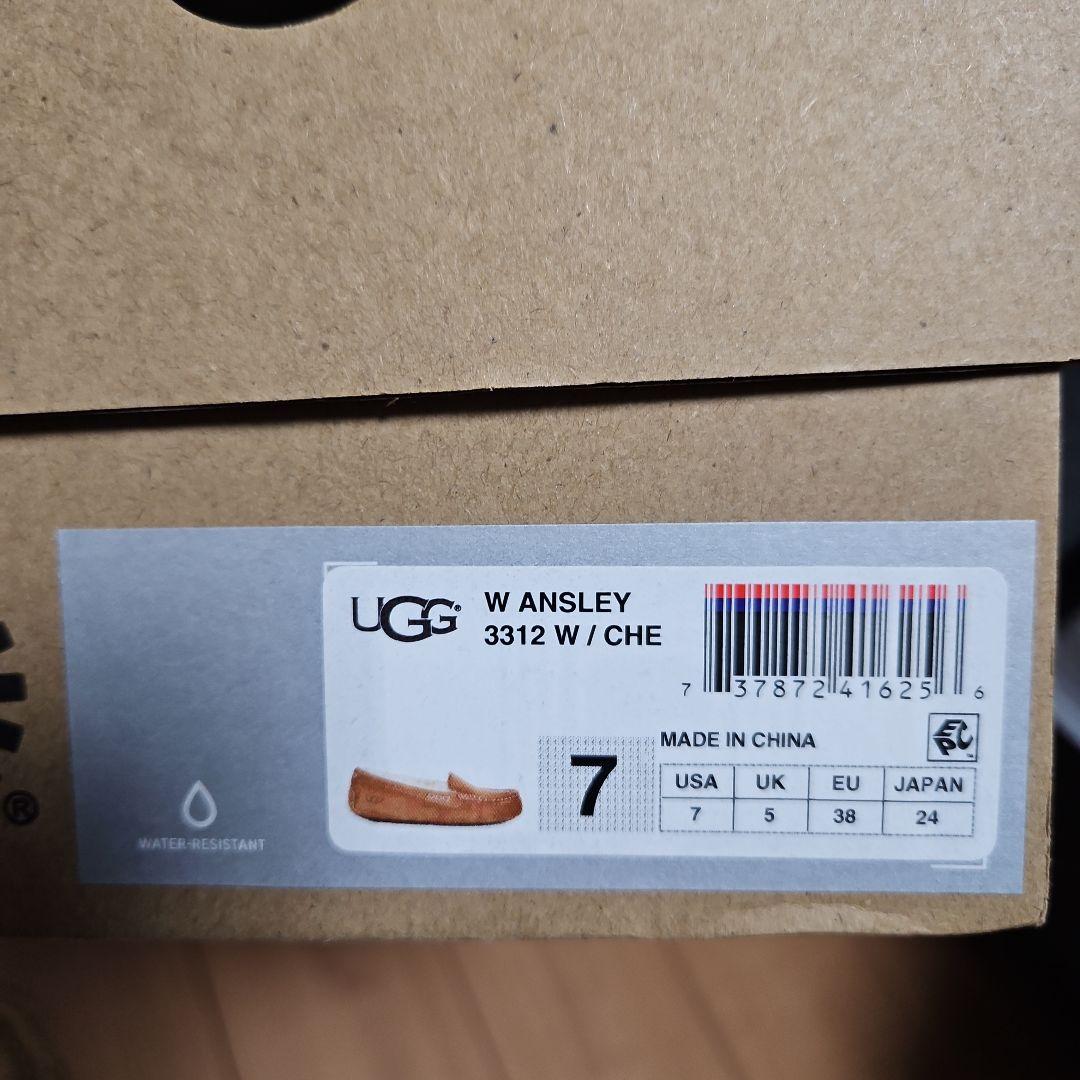 UGG®
W ANSLEY
3312 W / CHE
7 37872 41625 6
MADE IN CHINA
EPC™
7
USA UK EU JAPAN
7 5 38 24
WATER-RESISTANT
®